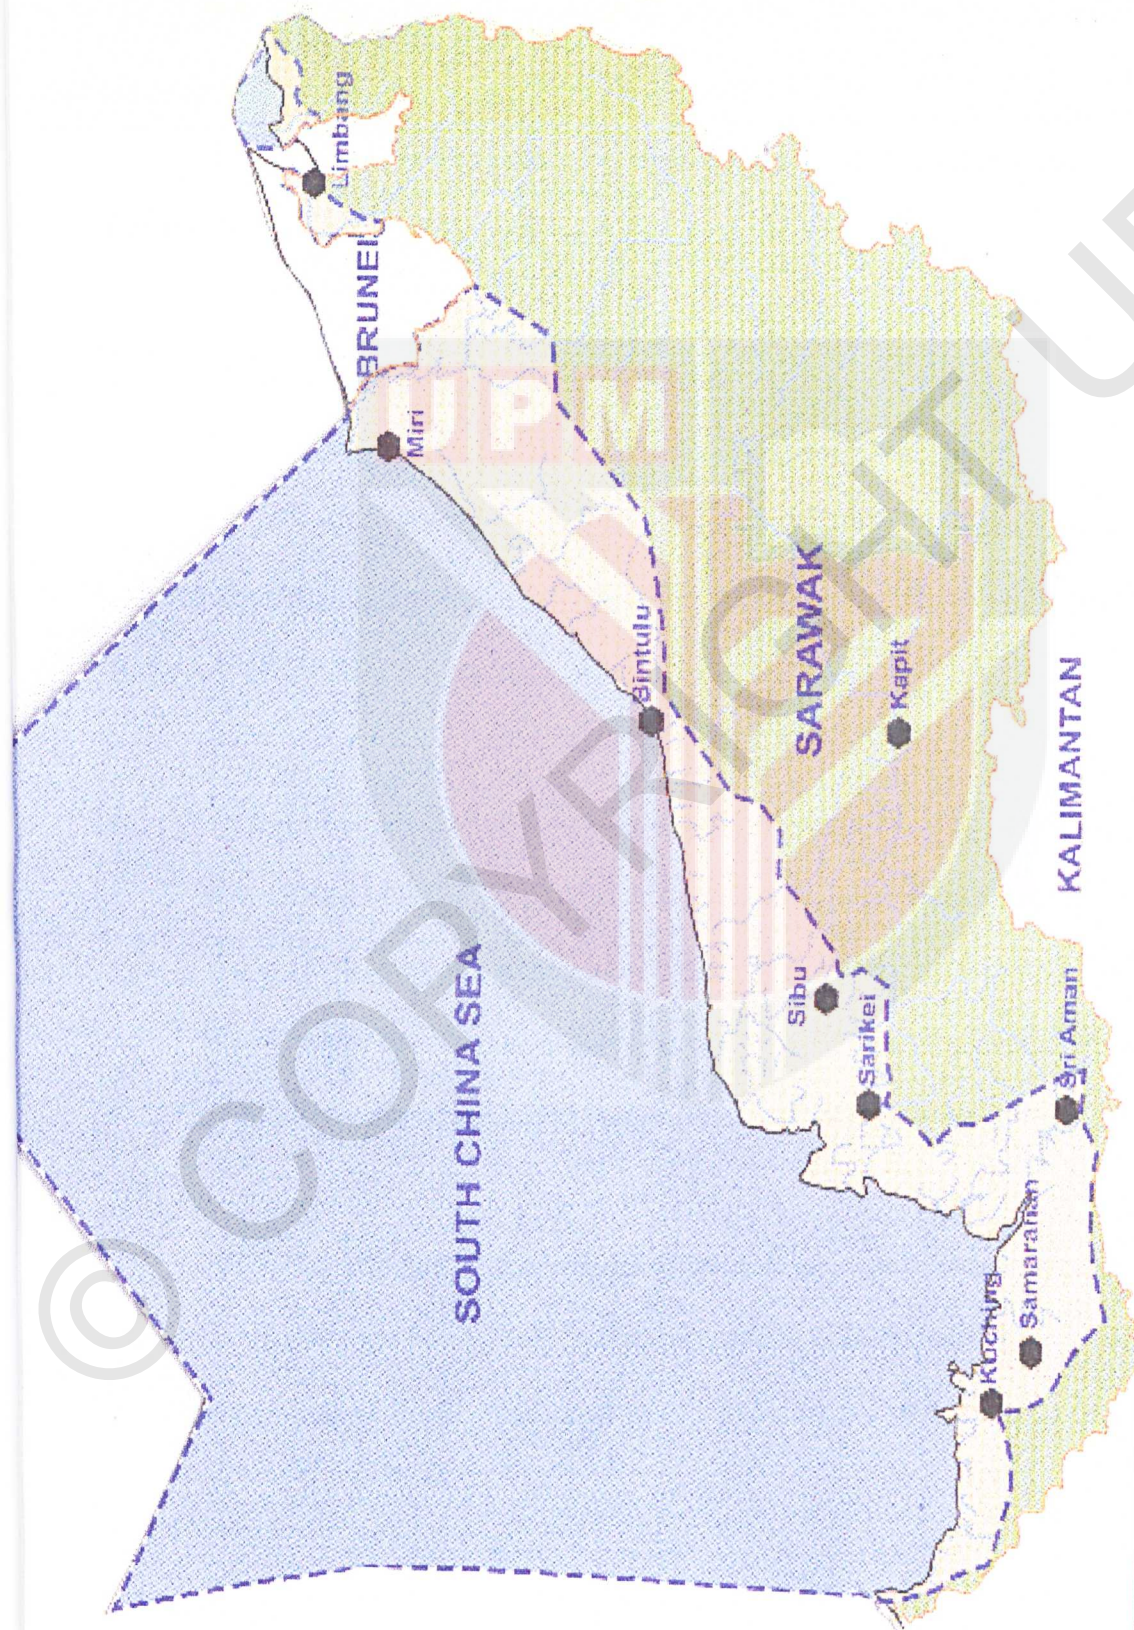 Limbang
BRUNEI
Miri
UPM
Bintulu
SARAWAK
Kapit
KALIMANTAN
SOUTH CHINA SEA
Sibu
Sarikei
Sri Aman
Samarahan
Kuching
© COPYRIGHT